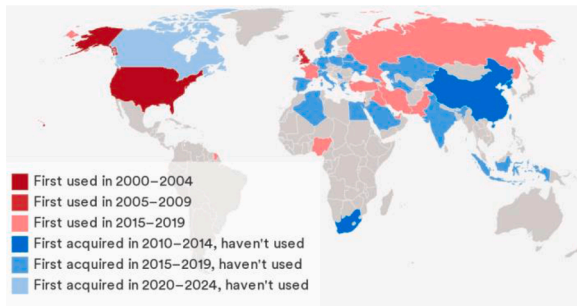 First used in 2000–2004
First used in 2005–2009
First used in 2015–2019
First acquired in 2010–2014, haven't used
First acquired in 2015–2019, haven't used
First acquired in 2020–2024, haven't used